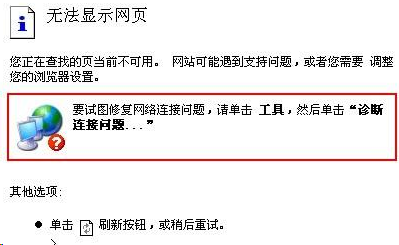 无法显示网页
您正在查找的页当前不可用。 网站可能遇到支持问题，或者您需要 调整
您的浏览器设置。
要试图修复网络连接问题，请单击 工具，然后单击“诊断
连接问题...”
其他选项:
● 单击 刷新按钮，或稍后重试。